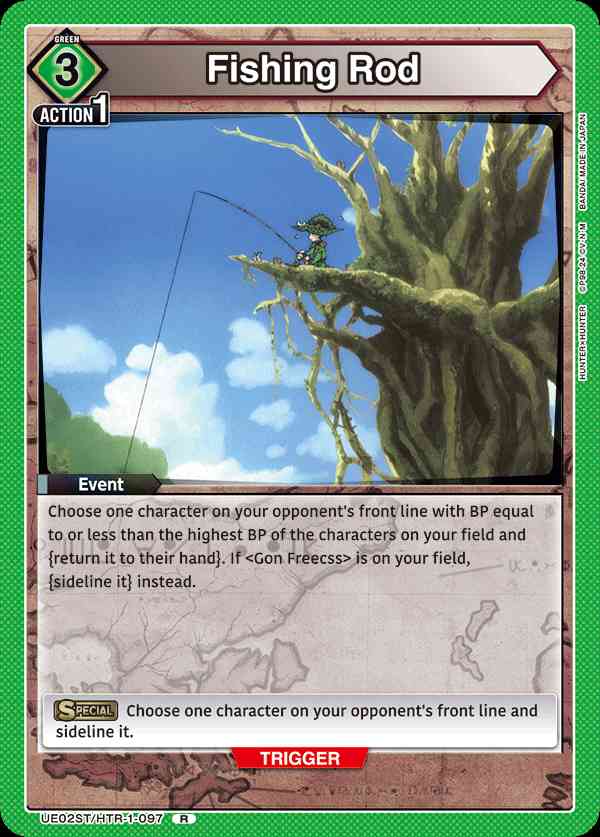 GREEN
3
Fishing Rod
ACTION 1
BANDAI MADE IN JAPAN
©P98-24 ©V･N･M
HUNTER×HUNTER
Event
Choose one character on your opponent's front line with BP equal
to or less than the highest BP of the characters on your field and
{return it to their hand}. If <Gon Freecss> is on your field,
{sideline it} instead.
SPECIAL Choose one character on your opponent's front line and
sideline it.
TRIGGER
UE02ST/HTR-1-097 R